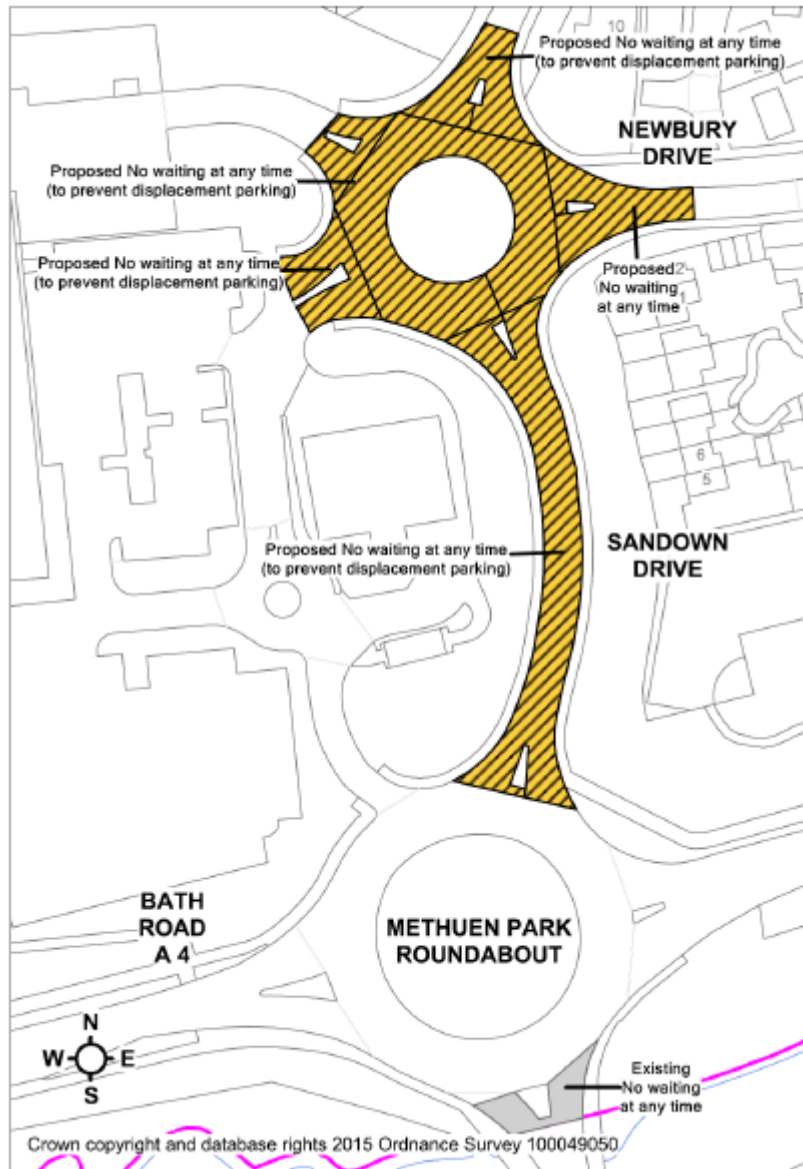 10
Proposed No waiting at any time
(to prevent displacement parking)
NEWBURY
DRIVE
Proposed No waiting at any time
(to prevent displacement parking)
Proposed No waiting at any time
(to prevent displacement parking)
Proposed
No waiting
at any time
2
1
6
5
Proposed No waiting at any time
(to prevent displacement parking)
SANDOWN
DRIVE
BATH
ROAD
A 4
METHUEN PARK
ROUNDABOUT
N
W E
S
Existing
No waiting
at any time
Crown copyright and database rights 2015 Ordnance Survey 100049050